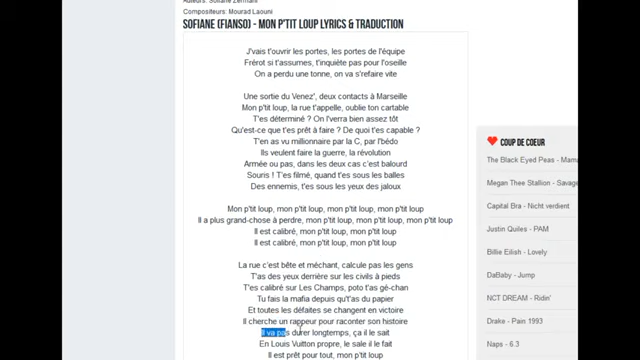 Compositeurs: Mourad Laouni
SOFIANE (FIANSO) - MON P'TIT LOUP LYRICS & TRADUCTION
J'vais t'ouvrir les portes, les portes de l'équipe
Frérot si t'assumes, t'inquiète pas pour l'oseille
On a perdu une tonne, on va s'refaire vite
Une sortie du Venez', deux contacts à Marseille
Mon p'tit loup, la rue t'appelle, oublie ton cartable
T'es déterminé ? On l'verra bien assez tôt
Qu'est-ce que t'es prêt à faire ? De quoi t'es capable ?
T'en as vu millionnaire par la C, par l'bédo
Ils veulent faire la guerre, la révolution
Armée ou pas, dans les deux cas c'est balourd
Souris ! T'es filmé, quand t'es sous les balles
Des ennemis, t'es sous les yeux des jaloux
Mon p'tit loup, mon p'tit loup, mon p'tit loup, mon p'tit loup
Il a plus grand-chose à perdre, mon p'tit loup, mon p'tit loup, mon p'tit loup
Il est calibré, mon p'tit loup, mon p'tit loup
Il est calibré, mon p'tit loup, mon p'tit loup
La rue c'est bête et méchant, calcule pas les gens
T'as des yeux derrière sur les civils à pieds
T'es calibré sur Les Champs, poto t'as gé-chan
Tu fais la mafia depuis qu't'as du papier
Et toutes les défaites se changent en victoire
Il cherche un rappeur pour raconter son histoire
Il va pas durer longtemps, ça il le sait
En Louis Vuitton propre, le sale il le fait
Il est prêt pour tout, mon p'tit loup
COUP DE COEUR
The Black Eyed Peas - Mam
Megan Thee Stallion - Savage
Capital Bra - Nicht verdient
Justin Quiles - PAM
Billie Eilish - Lovely
DaBaby - Jump
NCT DREAM - Ridin'
Chase Rain - Prisme
Naps - 6.3